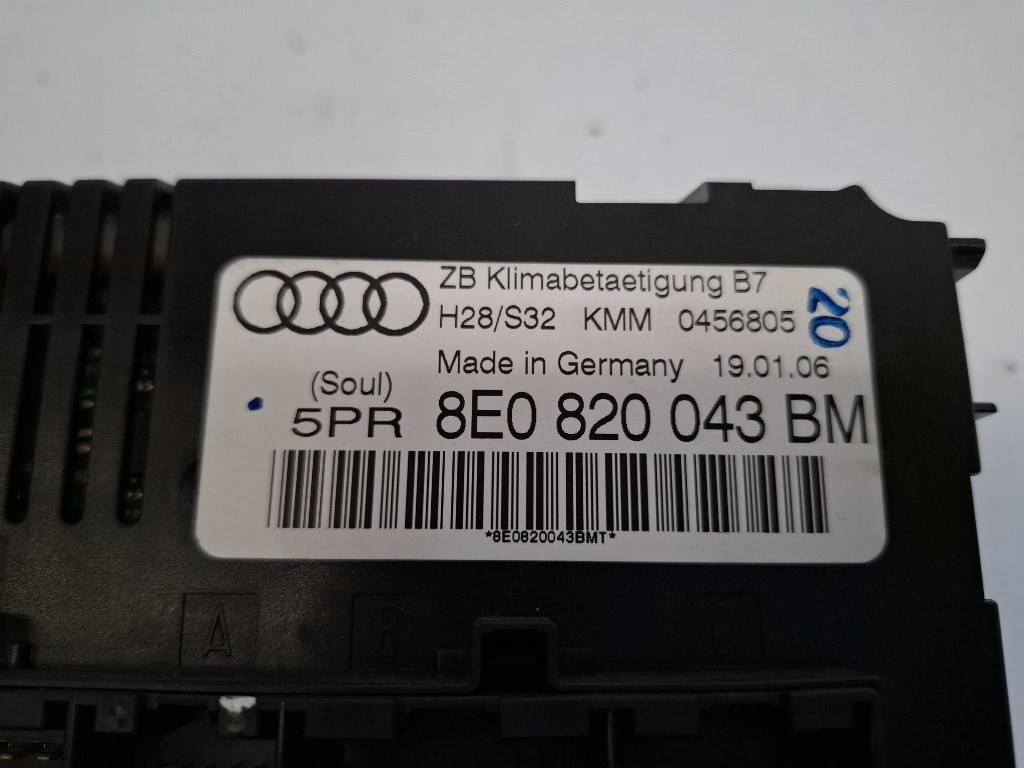 ZB Klimabetaetigung B7
H28/S32 KMM 0456805
20
Made in Germany 19.01.06
(Soul)
5PR 8E0 820 043 BM
*8E0820043BMT*
A B C